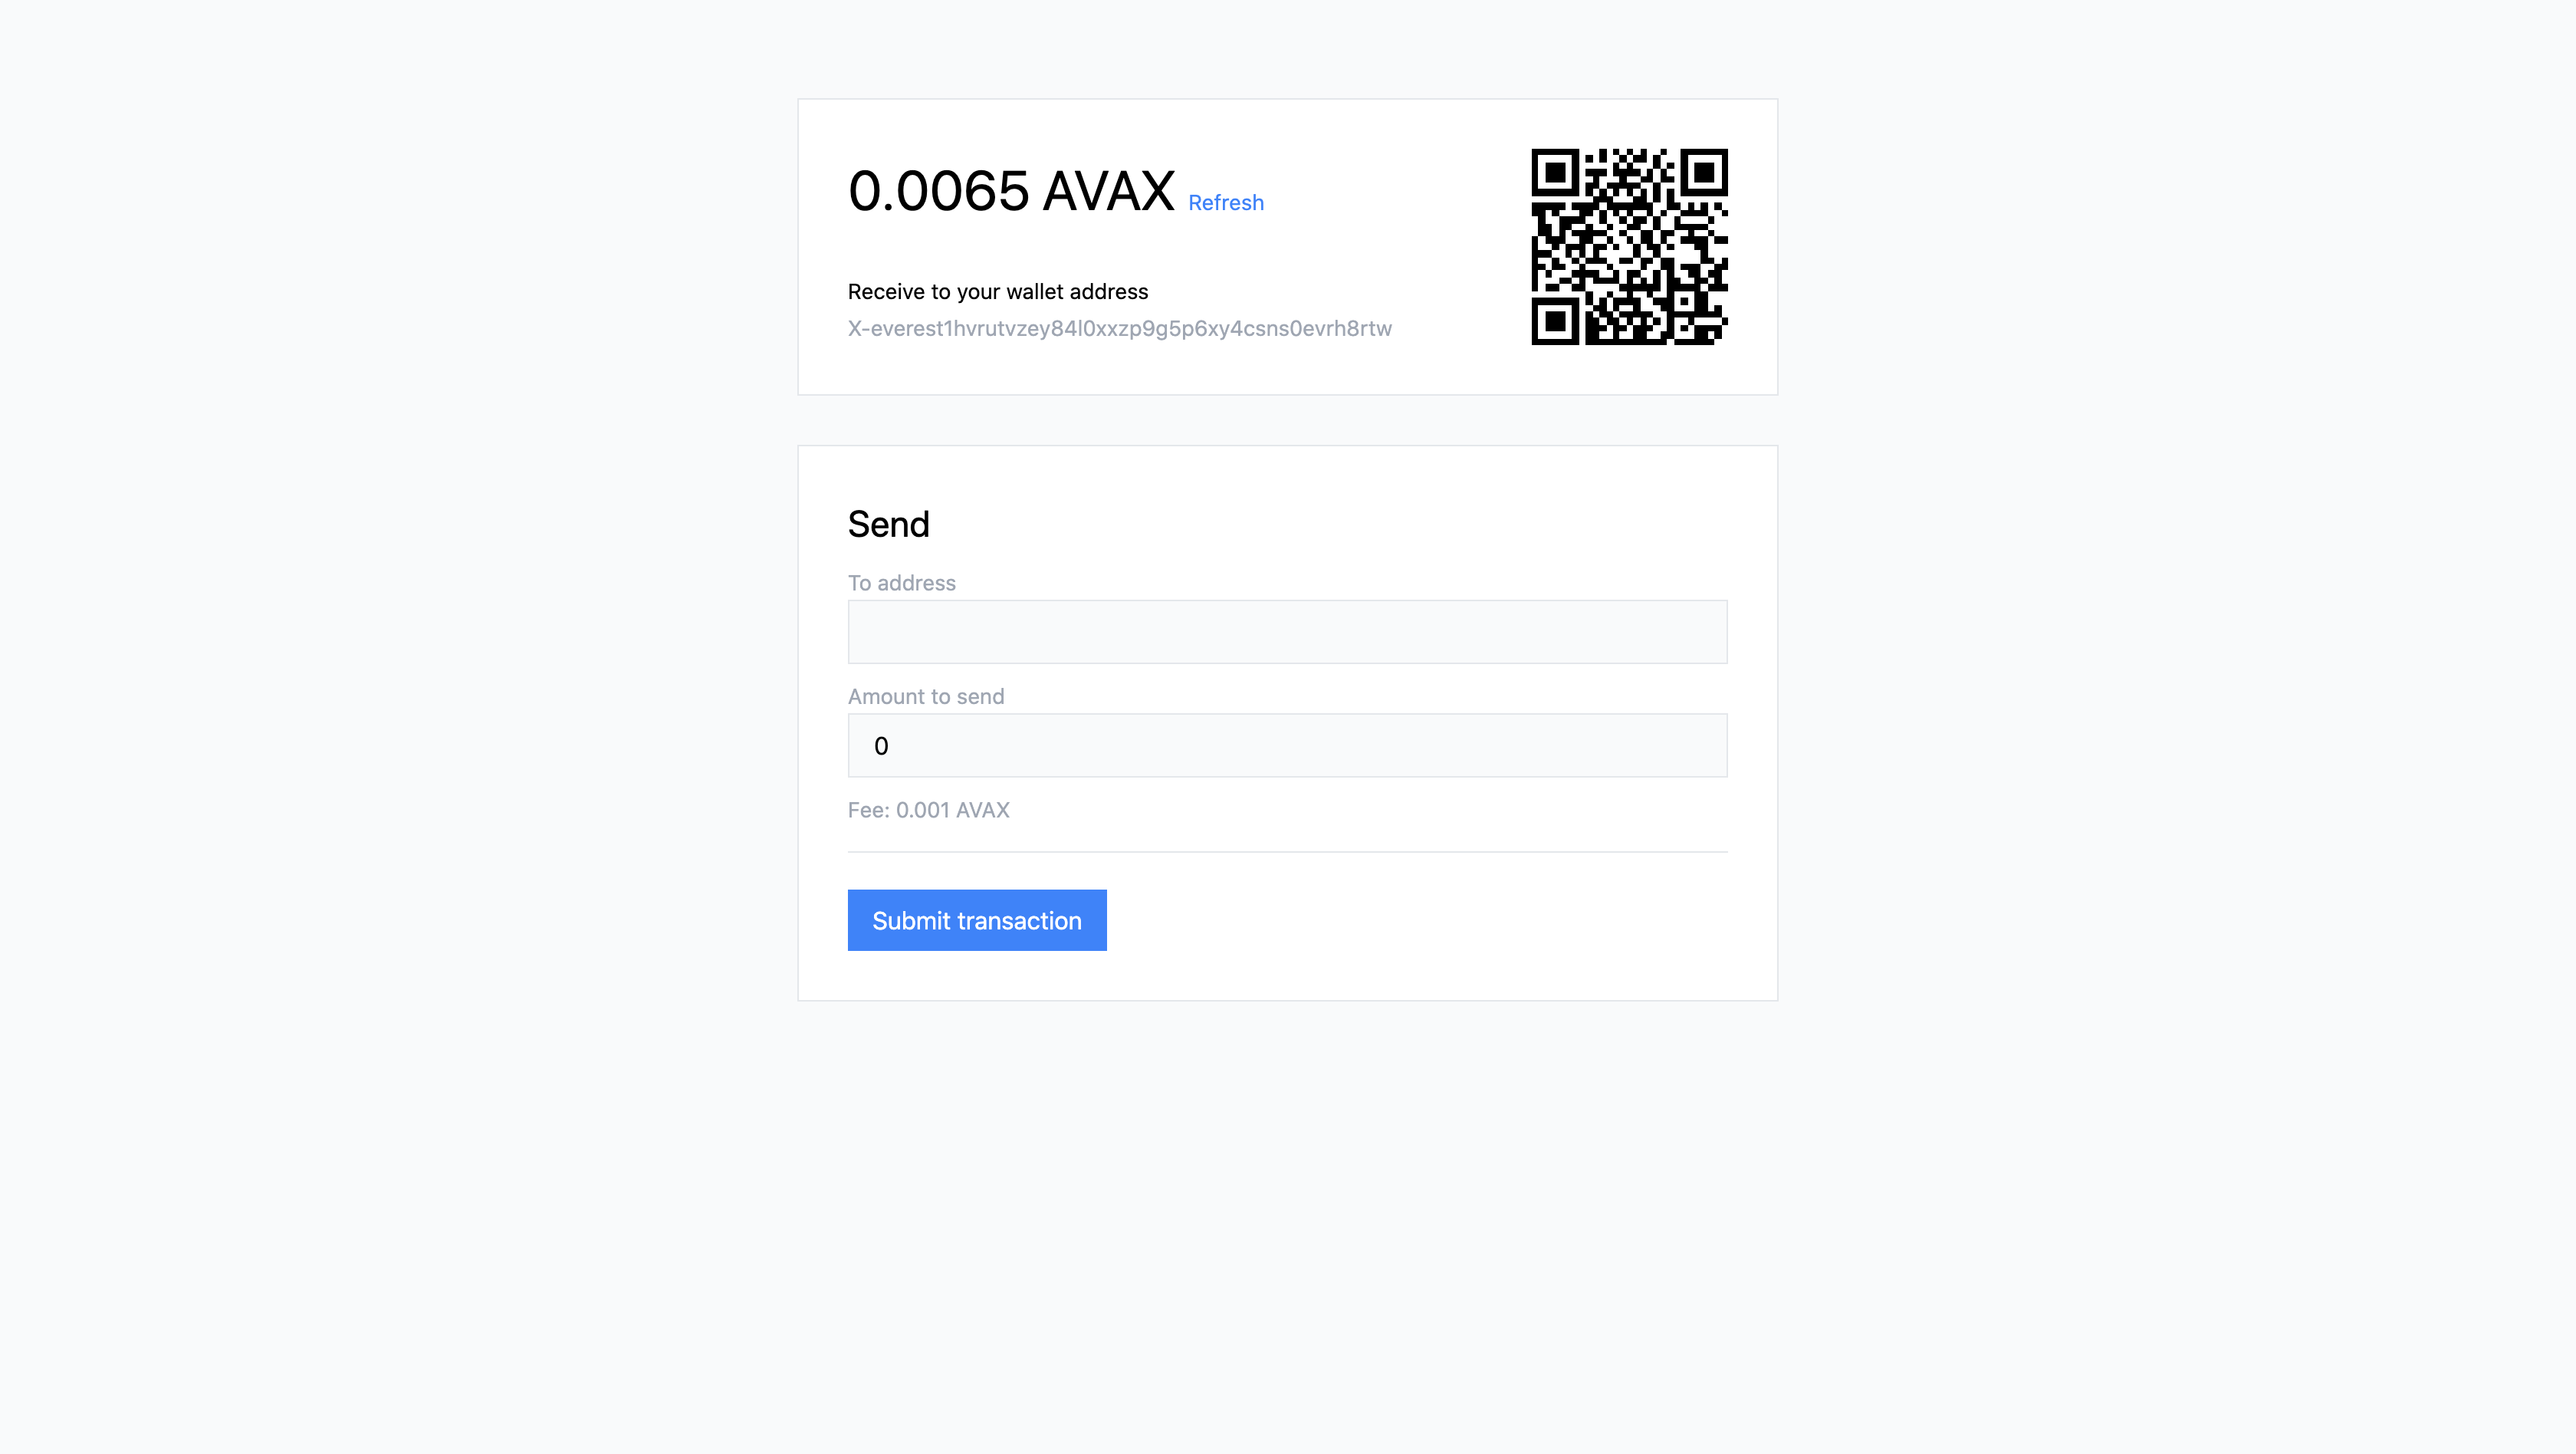 0.0065 AVAX Refresh
Receive to your wallet address
X-everest1hvrutvzey84l0xxzp9g5p6xy4csns0evrh8rtw
Send
To address
Amount to send
0
Fee: 0.001 AVAX
Submit transaction